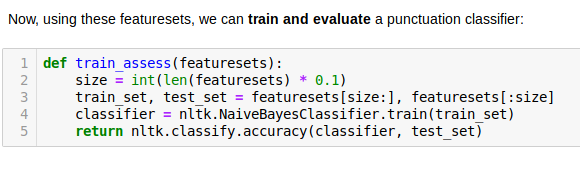 Now, using these featuresets, we can train and evaluate a punctuation classifier:
1 def train_assess(featuresets):
2     size = int(len(featuresets) * 0.1)
3     train_set, test_set = featuresets[size:], featuresets[:size]
4     classifier = nltk.NaiveBayesClassifier.train(train_set)
5     return nltk.classify.accuracy(classifier, test_set)